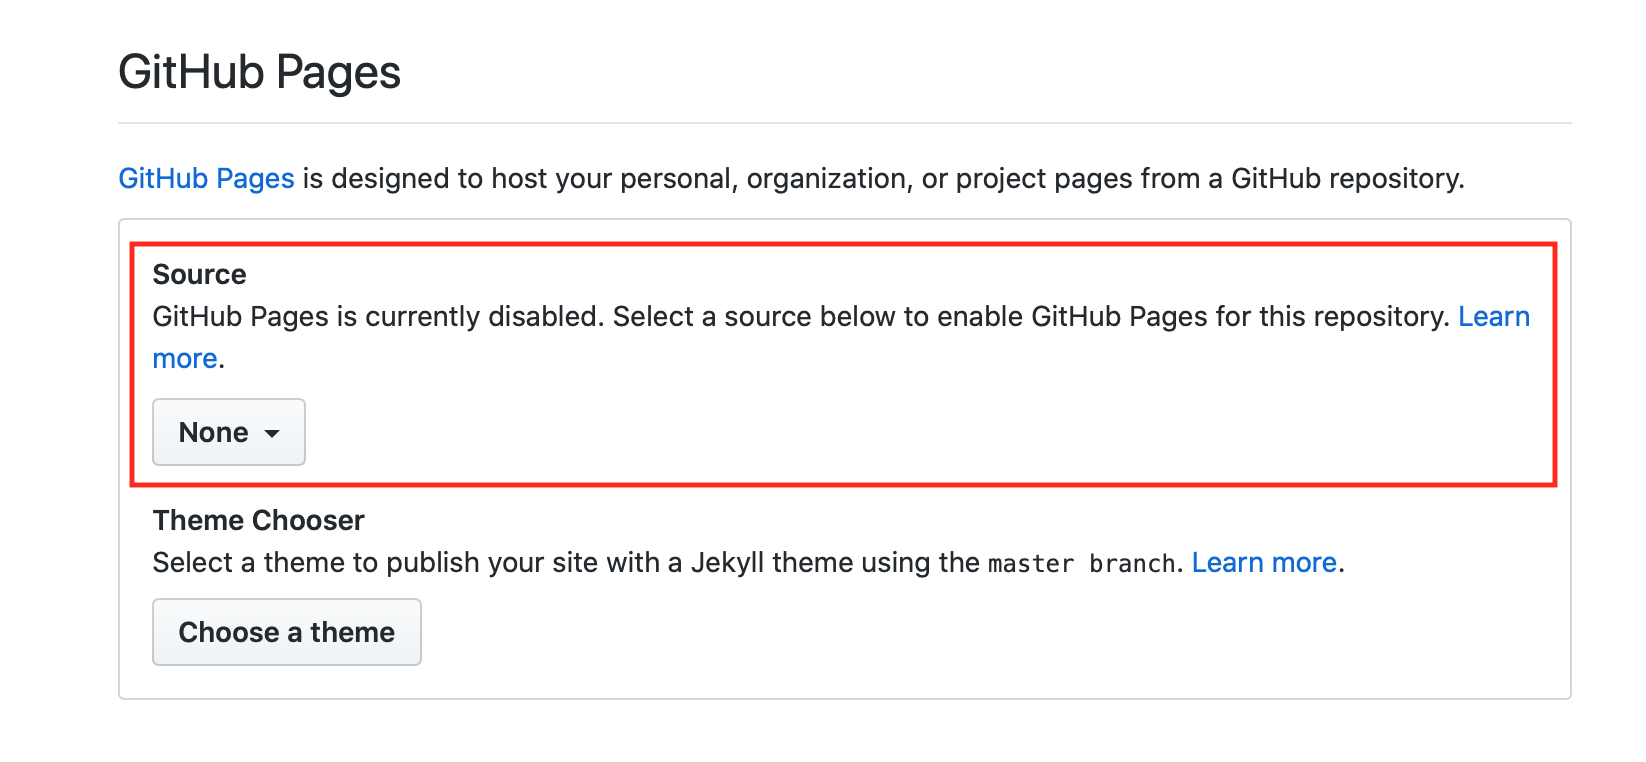 GitHub Pages
GitHub Pages is designed to host your personal, organization, or project pages from a GitHub repository.
Source
GitHub Pages is currently disabled. Select a source below to enable GitHub Pages for this repository. Learn
more.
None
Theme Chooser
Select a theme to publish your site with a Jekyll theme using the master branch. Learn more.
Choose a theme